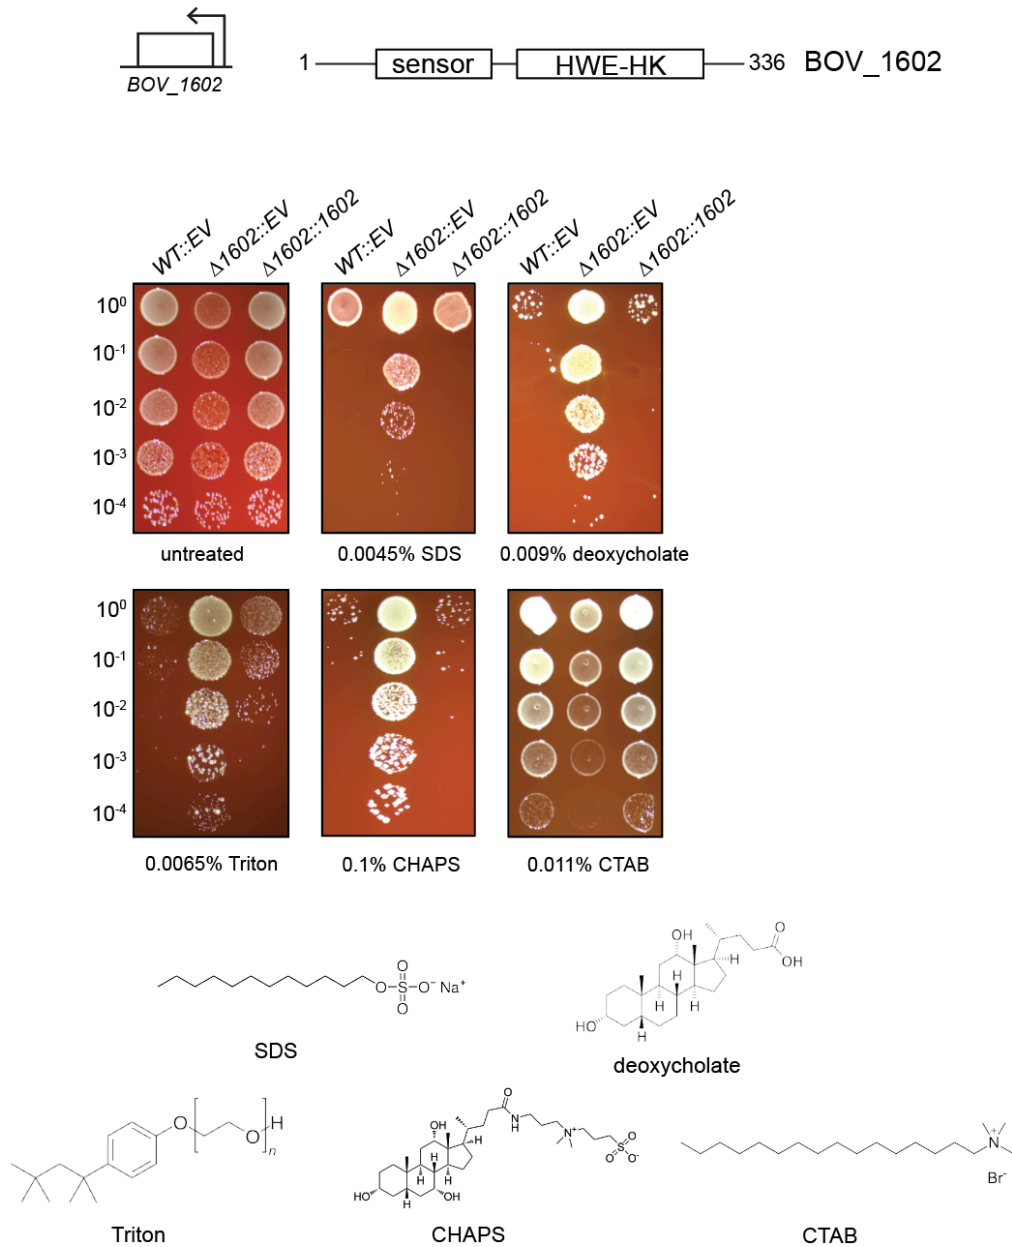 BOV_1602
1 sensor HWE-HK 336 BOV_1602
WT::EV Δ1602::EV Δ1602::1602 WT::EV Δ1602::EV Δ1602::1602 WT::EV Δ1602::EV Δ1602::1602
10⁰
10⁻¹
10⁻²
10⁻³
10⁻⁴
untreated 0.0045% SDS 0.009% deoxycholate
10⁰
10⁻¹
10⁻²
10⁻³
10⁻⁴
0.0065% Triton 0.1% CHAPS 0.011% CTAB
O
O S O⁻ Na⁺
O
SDS
OH O
OH
H
H H H
HO
H
deoxycholate
O O H
n
Triton
O
N
H
OH
H
N⁺
O
S
O O⁻
H
H H
HO OH
H
CHAPS
N⁺
Br⁻
CTAB